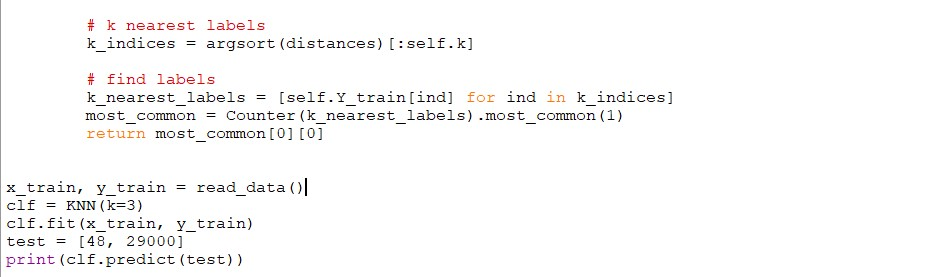 # k nearest labels
k_indices = argsort(distances)[:self.k]
# find labels
k_nearest_labels = [self.Y_train[ind] for ind in k_indices]
most_common = Counter(k_nearest_labels).most_common(1)
return most_common[0][0]
x_train, y_train = read_data()
clf = KNN(k=3)
clf.fit(x_train, y_train)
test = [48, 29000]
print(clf.predict(test))